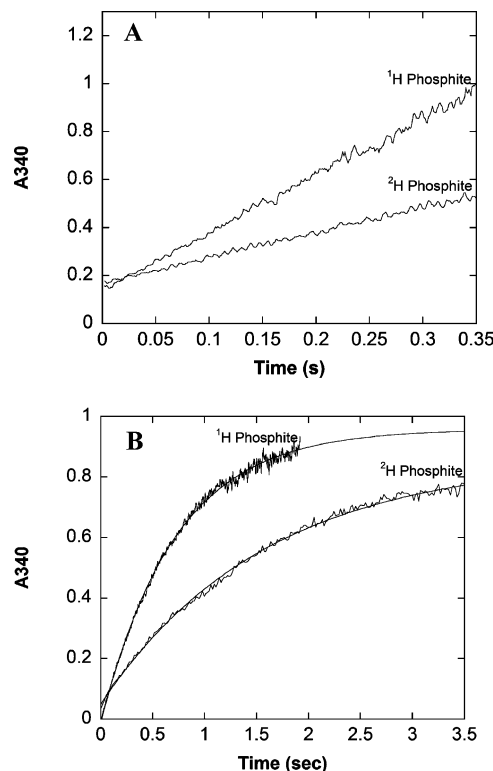 A
1.2
1
0.8
0.6
0.4
0.2
0
A340
¹H Phosphite
²H Phosphite
0 0.05 0.1 0.15 0.2 0.25 0.3 0.35
Time (s)
B
1
0.8
0.6
0.4
0.2
0
A340
¹H Phosphite
²H Phosphite
0 0.5 1 1.5 2 2.5 3 3.5
Time (sec)